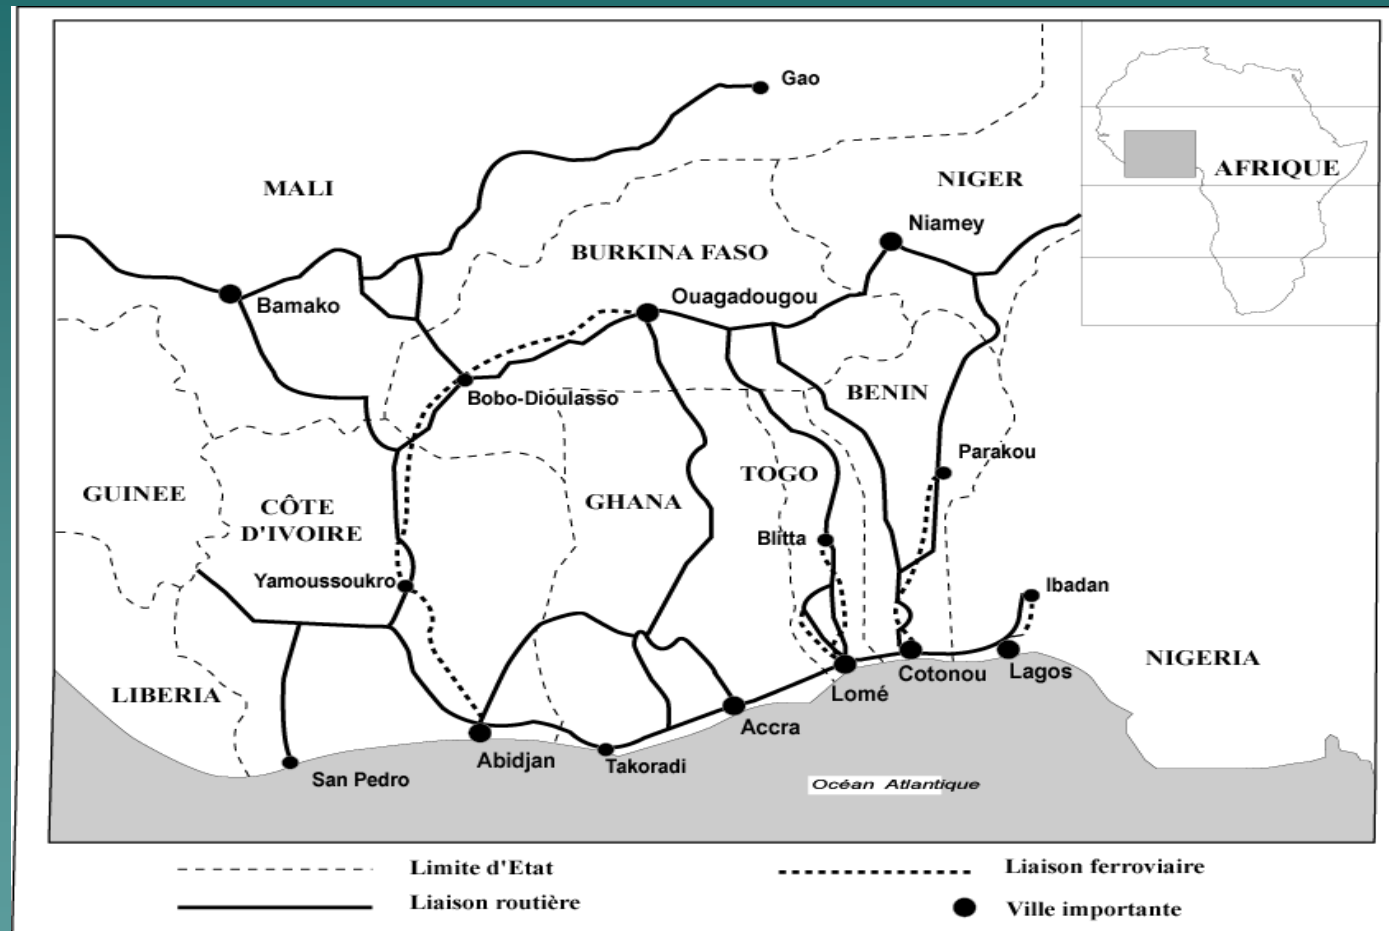 Gao
MALI
NIGER
AFRIQUE
Niamey
BURKINA FASO
Bamako
Ouagadougou
Bobo-Dioulasso
BENIN
Parakou
TOGO
GUINEE
CÔTE
D'IVOIRE
GHANA
Blitta
Yamoussoukro
Ibadan
NIGERIA
LIBERIA
Lomé
Cotonou
Lagos
Accra
Abidjan
Takoradi
San Pedro
Océan Atlantique
Limite d'Etat
Liaison ferroviaire
Liaison routière
Ville importante